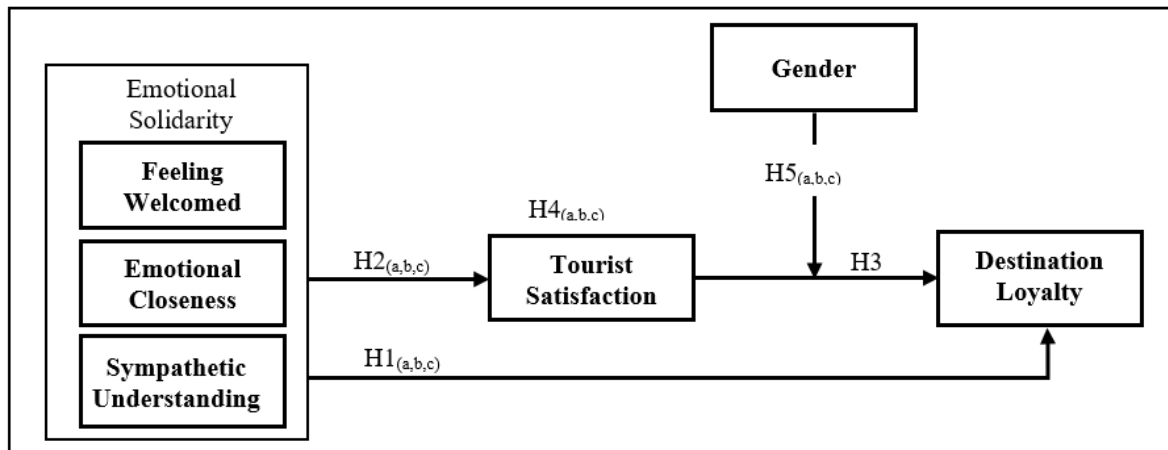 Emotional
Solidarity
Feeling
Welcomed
Emotional
Closeness
Sympathetic
Understanding
H2(a,b,c)
H1(a,b,c)
H4(a,b,c)
Tourist
Satisfaction
Gender
H5(a,b,c)
H3
Destination
Loyalty